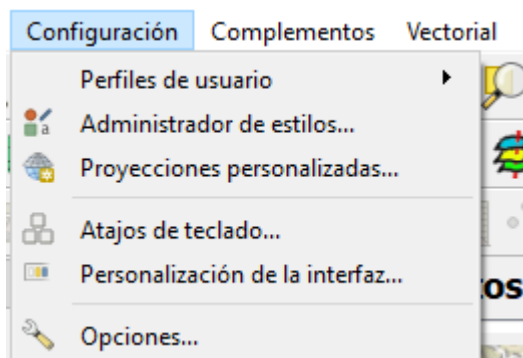 Configuración Complementos Vectorial
Perfiles de usuario
a
Administrador de estilos...
Proyecciones personalizadas...
Atajos de teclado...
Personalización de la interfaz...
os
Opciones...